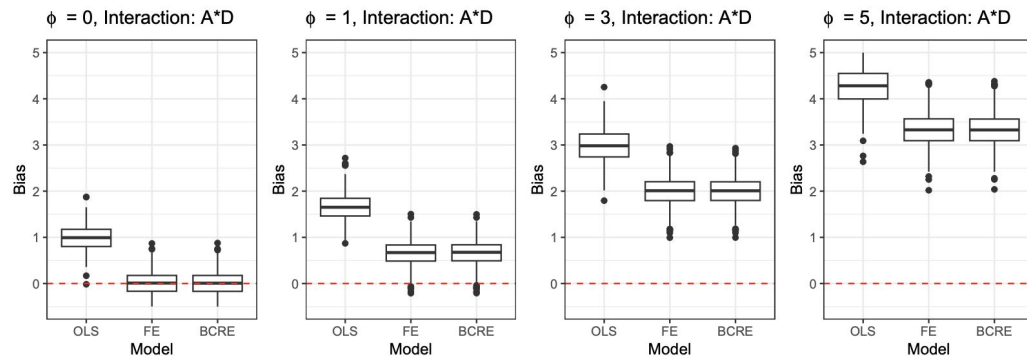 ϕ = 0, Interaction: A*D
Bias
5
4
3
2
1
0
OLS FE BCRE
Model
ϕ = 1, Interaction: A*D
Bias
5
4
3
2
1
0
OLS FE BCRE
Model
ϕ = 3, Interaction: A*D
Bias
5
4
3
2
1
0
OLS FE BCRE
Model
ϕ = 5, Interaction: A*D
Bias
5
4
3
2
1
0
OLS FE BCRE
Model